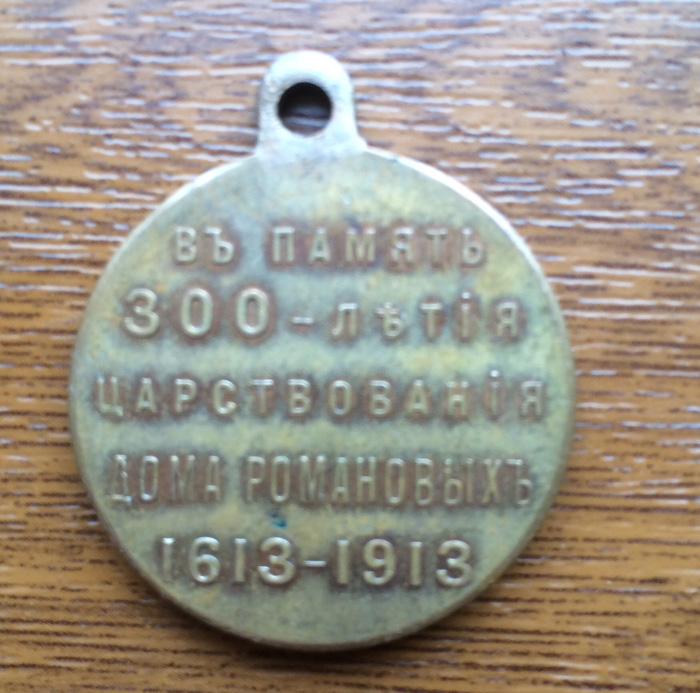 ВЪ ПАМЯТЬ
300-ЛѢТІЯ
ЦАРСТВОВАНІЯ
ДОМА РОМАНОВЫХЪ
1613-1913